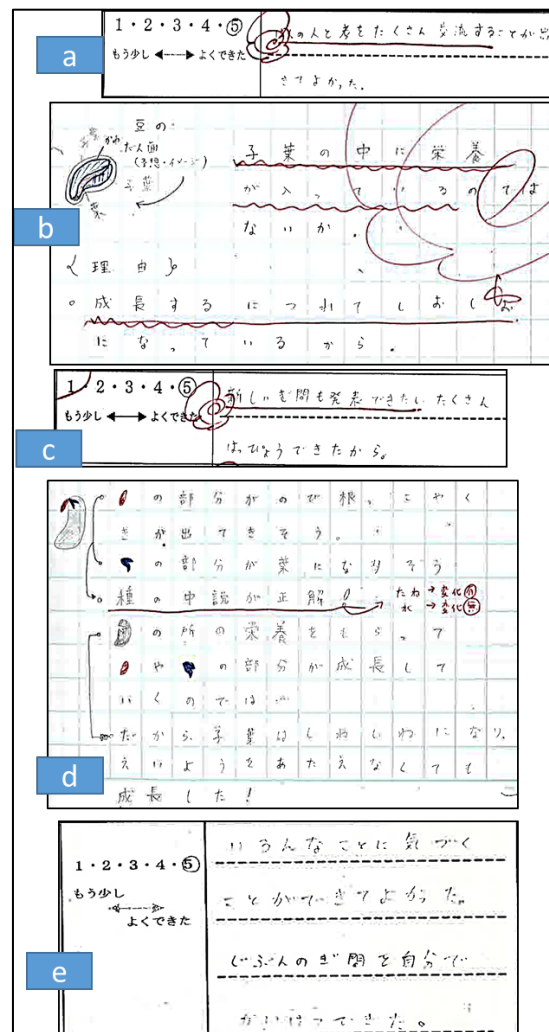 a
1・2・3・4・⑤
もう少し ←→ よくできた
の人と考をたくさん交流することが出
きてよかった。
b
豆の
だん面
(予想・イメージ)
子葉
子葉の中に栄養
が入っているのでは
ないか。
〈理由〉
。成長するにつれてしおしお
になっているから。
c
1・2・3・4・⑤
もう少し ←→ よくできた
新しいぎ問も発表できたしたくさん
はっぴょうできたから。
d
の部分がのび根、こやく
きが出てきそう。
の部分が葉になりそう
種の中説が正解!
たね→変化有
水→変化無
の所の栄養をもらって
や の部分が成長して
いくのでは…
だから、子葉はしわしわになり、
えいようをあたえなくても
成長した!
e
1・2・3・4・⑤
もう少し
←→
よくできた
いろんなことに気づく
ことができてよかった。
じぶんのぎ問を自分で
かいけつできた。